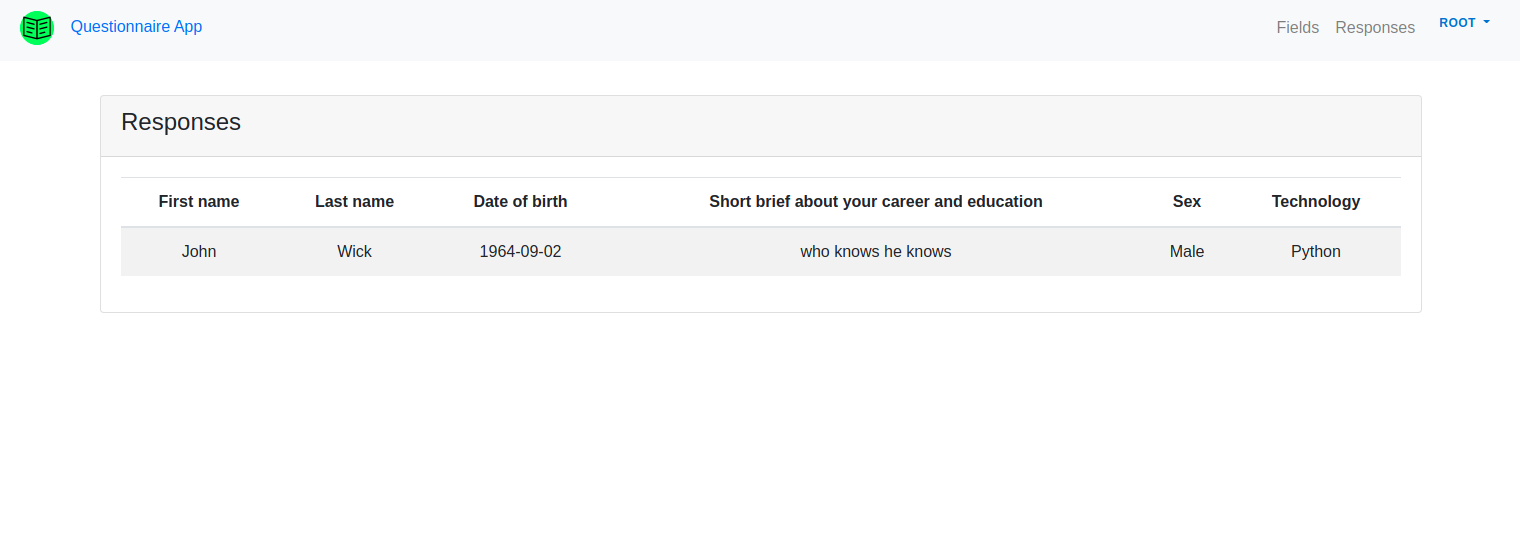 Questionnaire App Fields Responses ROOT
Responses
First name Last name Date of birth Short brief about your career and education Sex Technology
John Wick 1964-09-02 who knows he knows Male Python